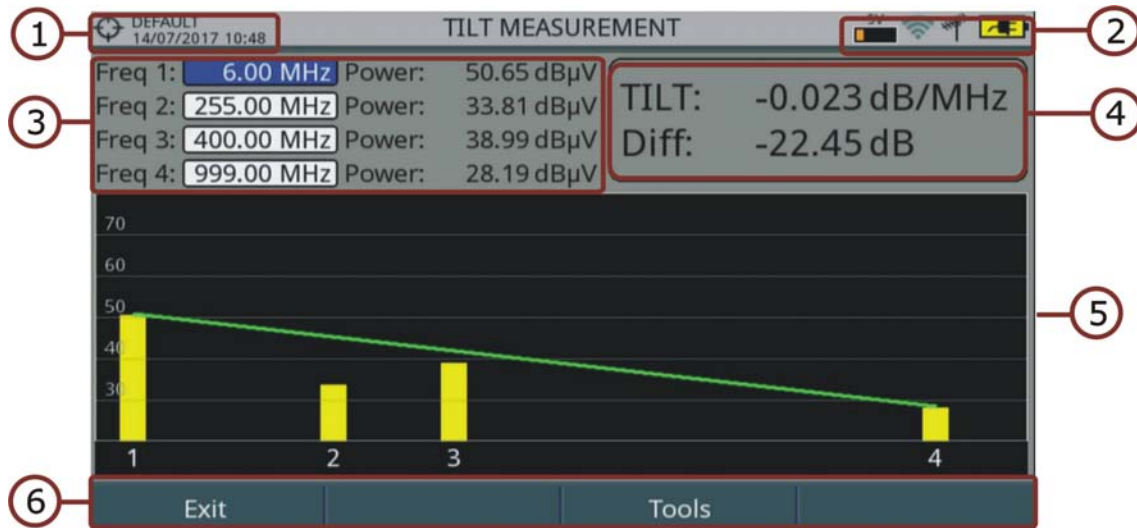 1
DEFAULT
14/07/2017 10:48
TILT MEASUREMENT
5V
2
3
Freq 1: 6.00 MHz Power: 50.65 dBµV
Freq 2: 255.00 MHz Power: 33.81 dBµV
Freq 3: 400.00 MHz Power: 38.99 dBµV
Freq 4: 999.00 MHz Power: 28.19 dBµV
TILT: -0.023 dB/MHz
Diff: -22.45 dB
4
70
60
50
40
30
5
1 2 3 4
6
Exit Tools